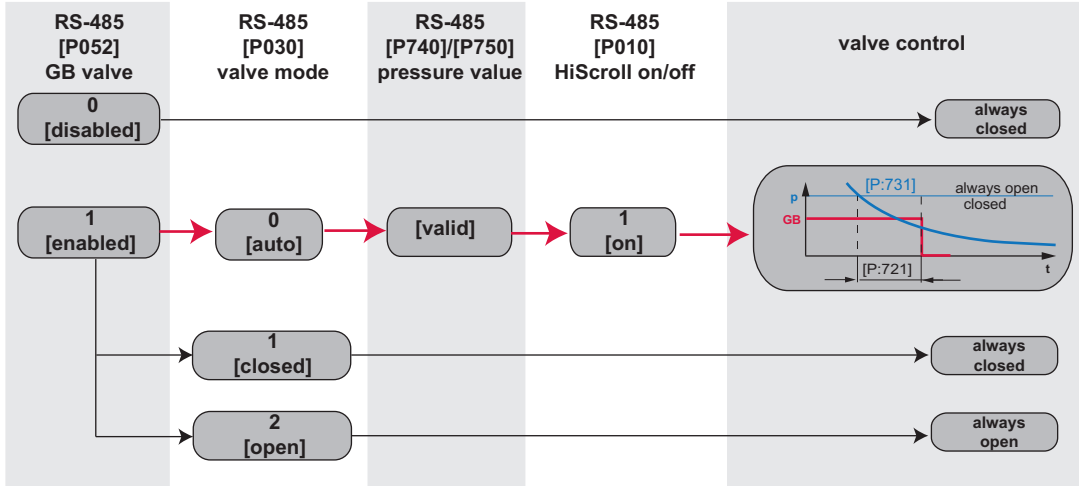 RS-485
[P052]
GB valve
RS-485
[P030]
valve mode
RS-485
[P740]/[P750]
pressure value
RS-485
[P010]
HiScroll on/off
valve control
0
[disabled]
always
closed
1
[enabled]
0
[auto]
[valid]
1
[on]
[P:731]
always open
p
closed
GB
t
[P:721]
1
[closed]
always
closed
2
[open]
always
open